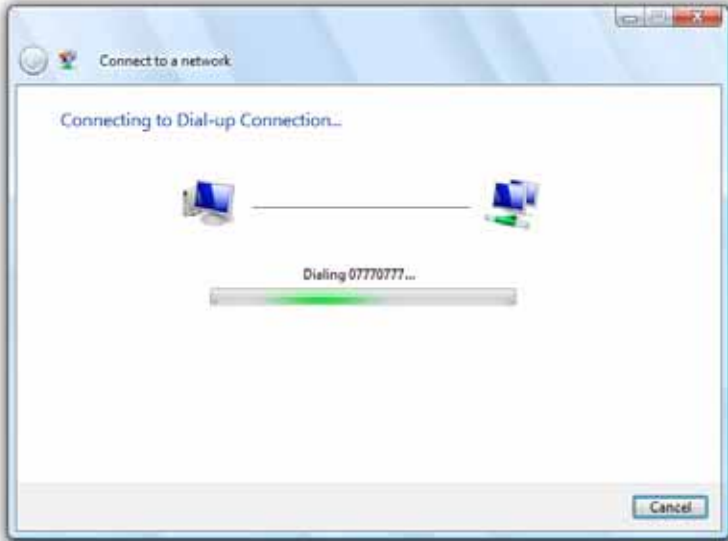 Connect to a network
Connecting to Dial-up Connection...
Dialing 07770777...
Cancel